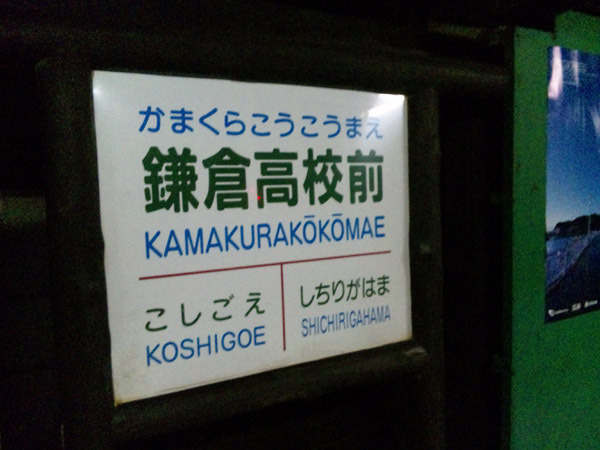 かまくらこうこうまえ
鎌倉高校前
KAMAKURAKŌKŌMAE
こしごえ
KOSHIGOE
しちりがはま
SHICHIRIGAHAMA